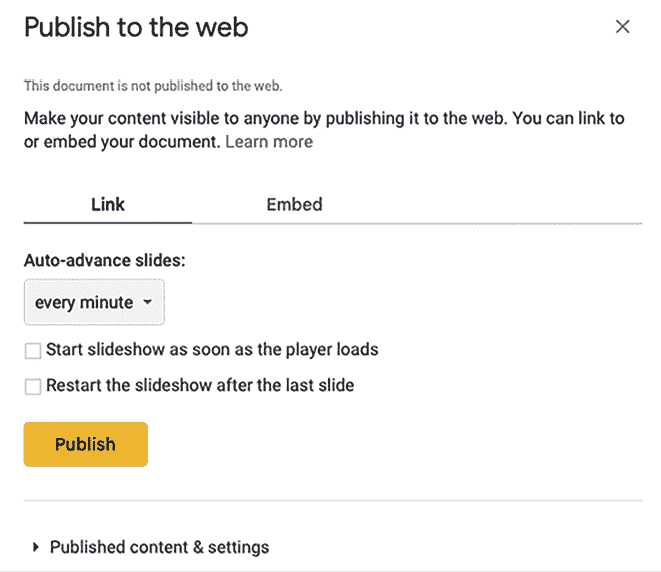 Publish to the web
This document is not published to the web.
Make your content visible to anyone by publishing it to the web. You can link to
or embed your document. Learn more
Link Embed
Auto-advance slides:
every minute
Start slideshow as soon as the player loads
Restart the slideshow after the last slide
Publish
Published content & settings